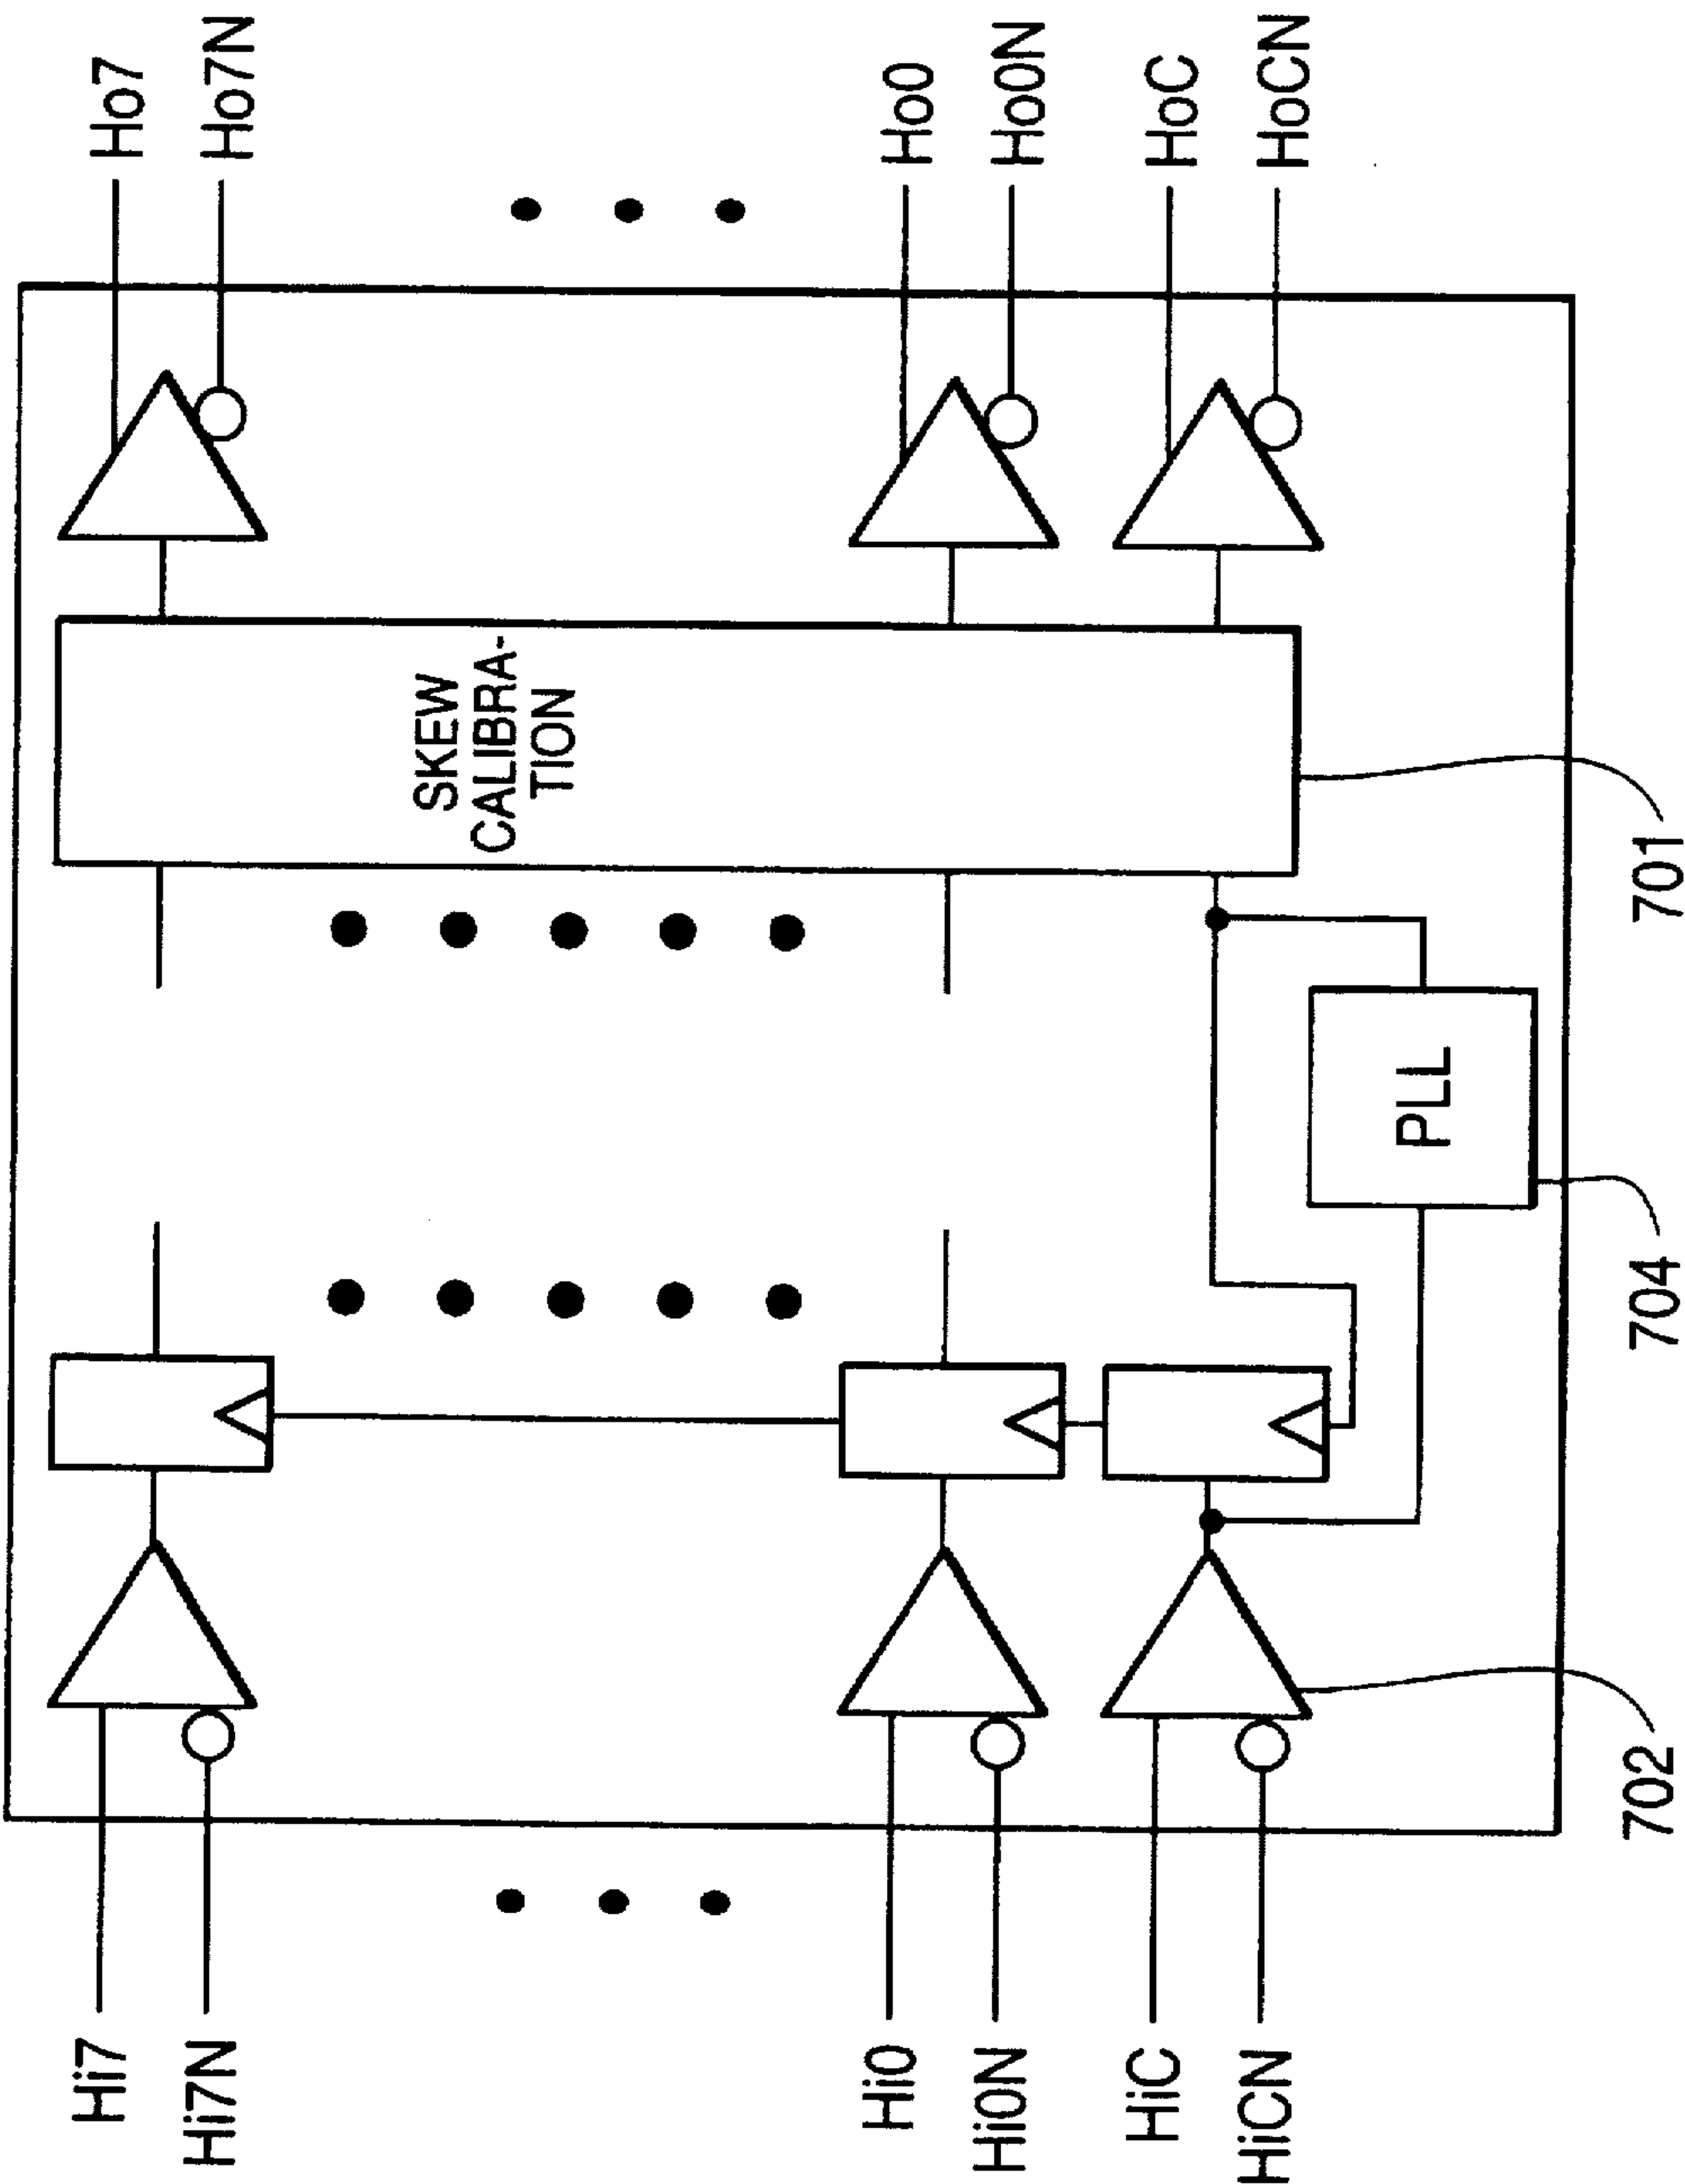 Hi7
Hi7N
Hi0
Hi0N
HiC
HiCN
702
704
PLL
701
SKEW
CALIBRA-
TION
Ho7
Ho7N
Ho0
Ho0N
HoC
HoCN